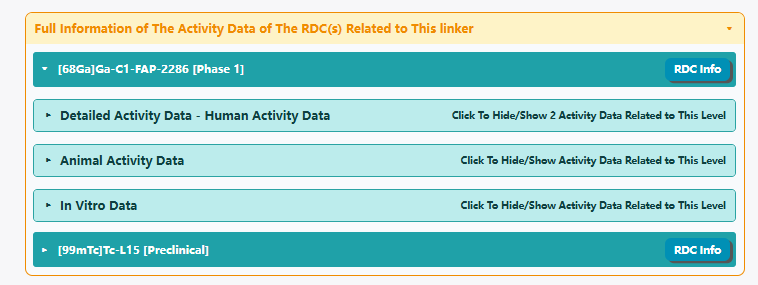 Full Information of The Activity Data of The RDC(s) Related to This linker
[68Ga]Ga-C1-FAP-2286 [Phase 1] RDC Info
Detailed Activity Data - Human Activity Data Click To Hide/Show 2 Activity Data Related to This Level
Animal Activity Data Click To Hide/Show Activity Data Related to This Level
In Vitro Data Click To Hide/Show Activity Data Related to This Level
[99mTc]Tc-L15 [Preclinical] RDC Info